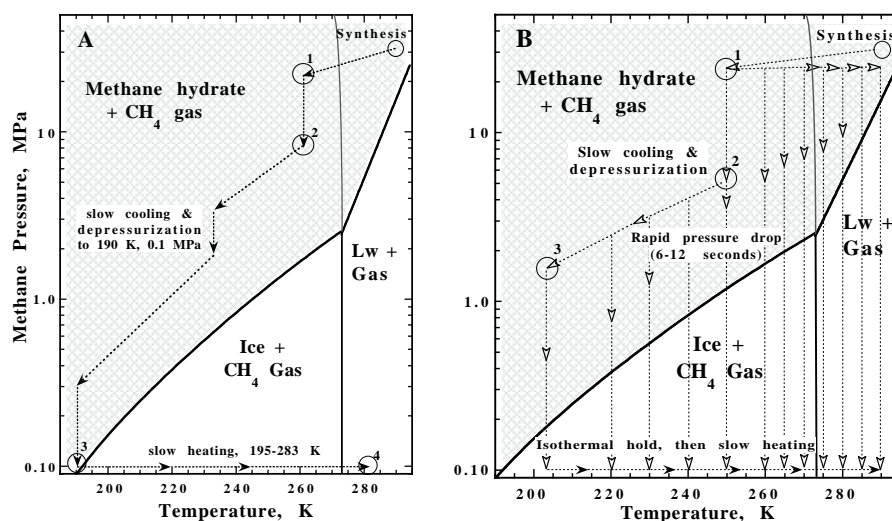 A
Synthesis
1
Methane hydrate
+ CH4 gas
2
slow cooling &
depressurization
to 190 K, 0.1 MPa
Lw +
Gas
Ice +
CH4 Gas
3
slow heating, 195-283 K
4
10
1.0
0.10
Methane Pressure, MPa
200 220 240 260 280
Temperature, K
B
Synthesis
1
Methane hydrate
+ CH4 gas
Slow cooling &
depressurization
2
3
Rapid pressure drop
(6-12 seconds)
Lw +
Gas
Ice +
CH4 Gas
Isothermal hold, then slow heating
10
1.0
0.10
200 220 240 260 280
Temperature, K